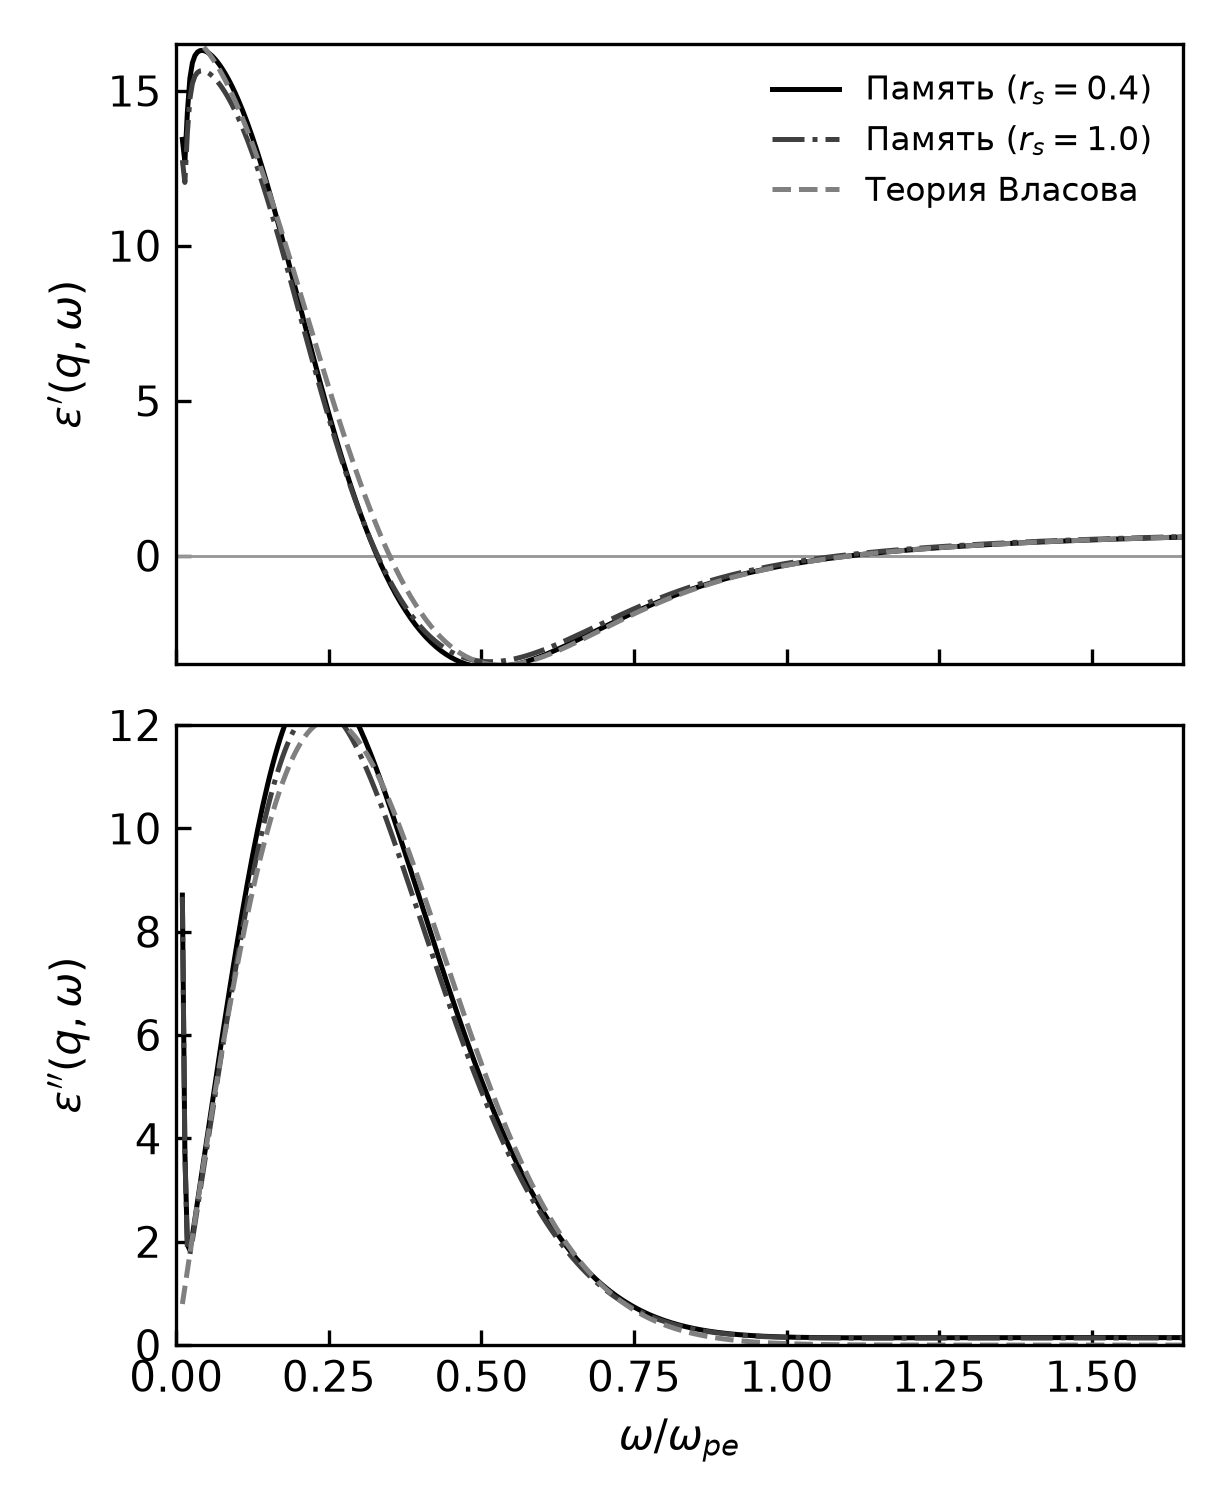 15
10
5
0
ε′(q, ω)
Память (r_s = 0.4)
Память (r_s = 1.0)
Теория Власова
12
10
8
6
4
2
0
ε″(q, ω)
0.00 0.25 0.50 0.75 1.00 1.25 1.50
ω/ω_pe